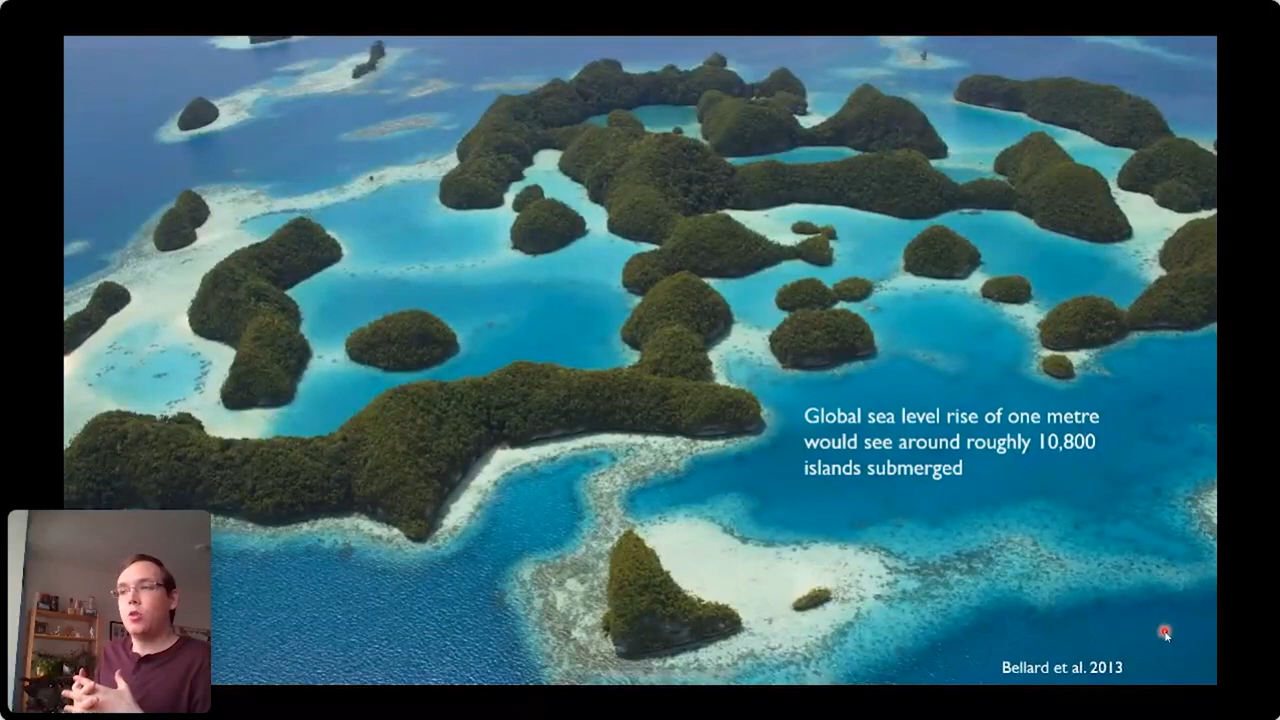 Global sea level rise of one metre
would see around roughly 10,800
islands submerged
Bellard et al. 2013